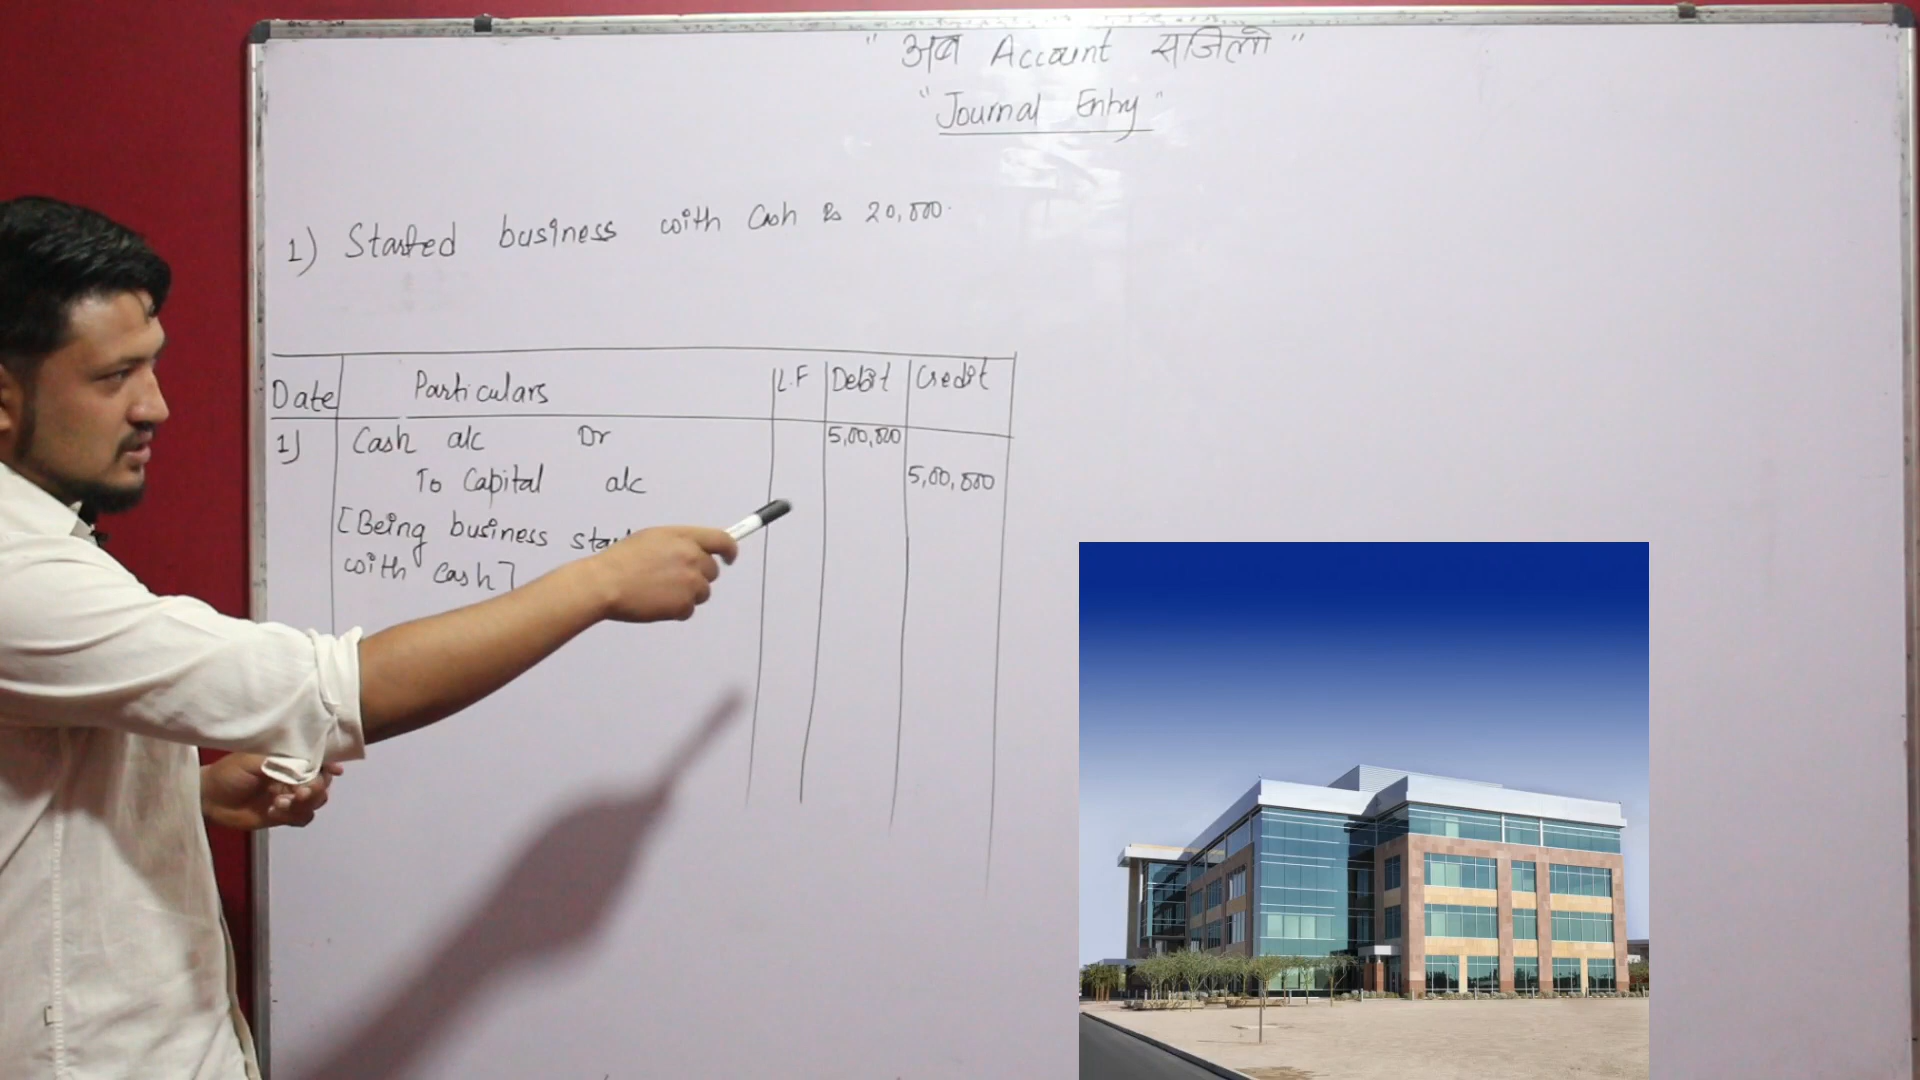 " अब Account सजिलो "
"Journal Entry"
1) Started business with Cash Rs 20,000.
Date Particulars L.F Debit Credit
1) Cash a/c Dr 5,00,000
To Capital a/c 5,00,000
[Being business
with cash]